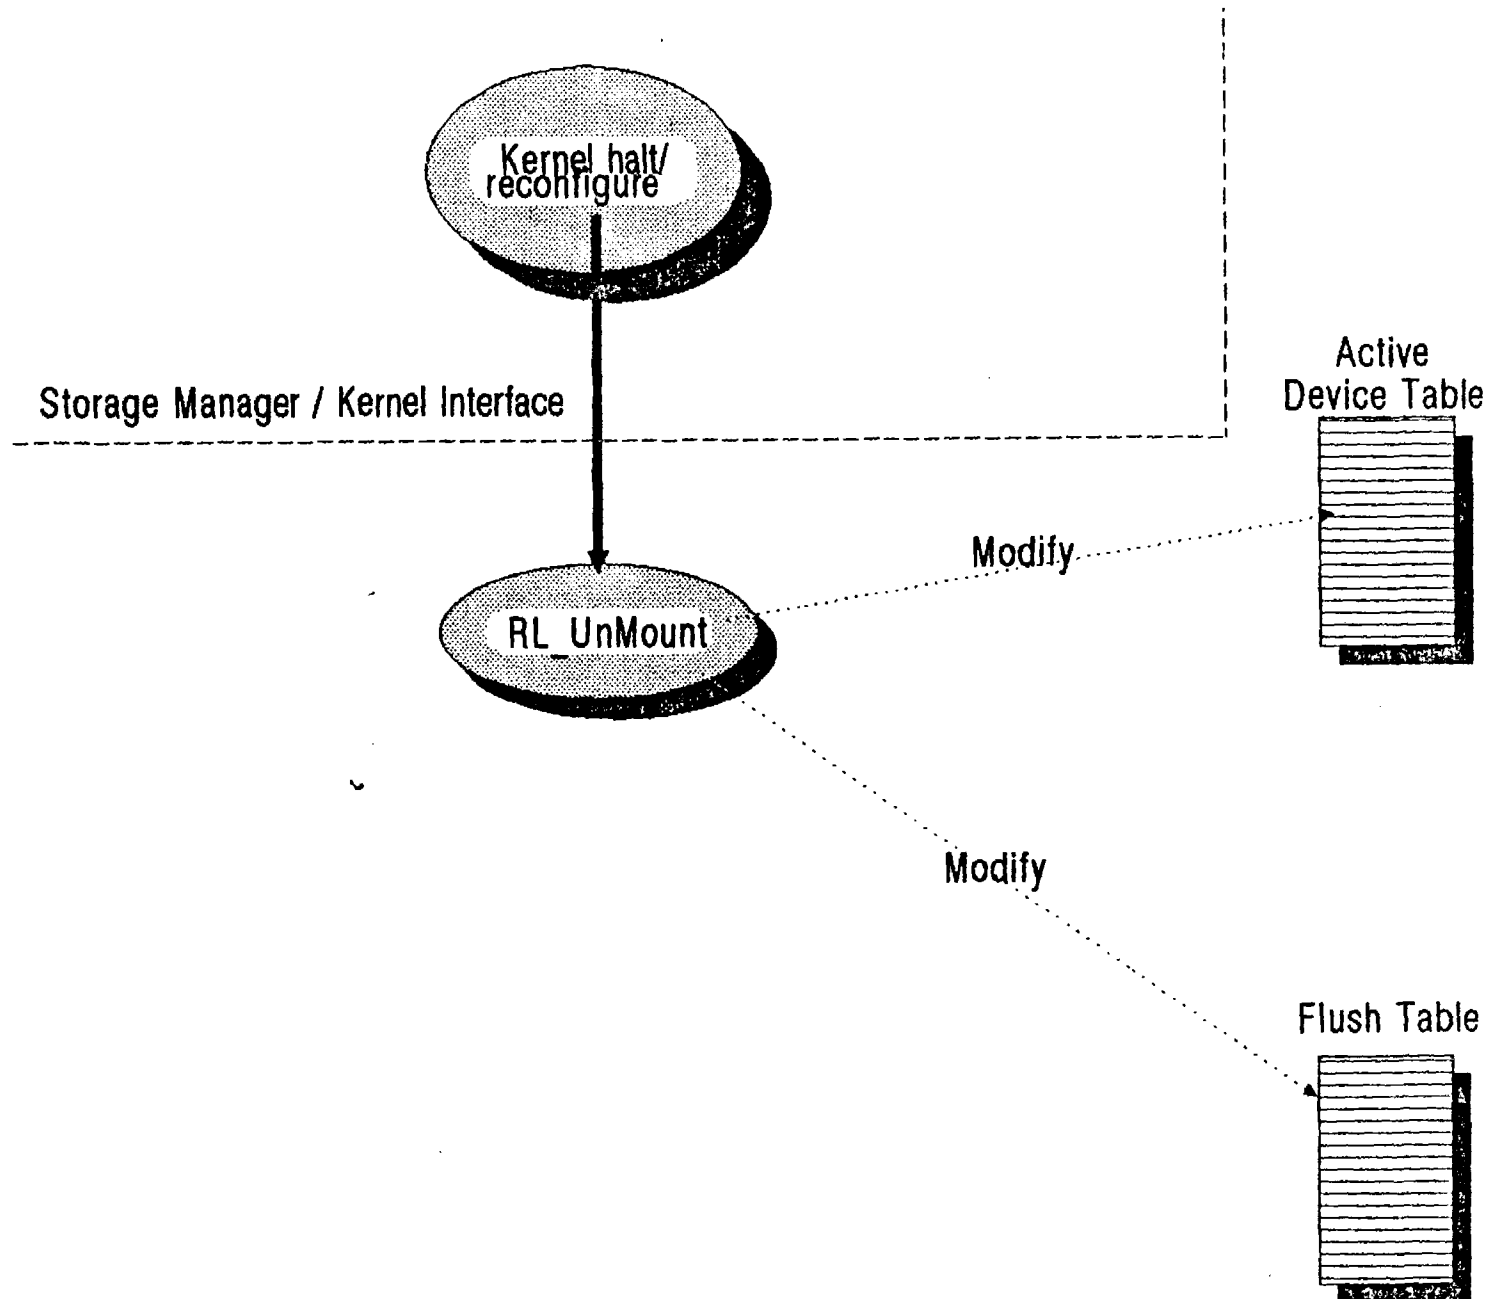 Kernel halt/
reconfigure
Storage Manager / Kernel Interface
Active
Device Table
Modify
RL_UnMount
Modify
Flush Table